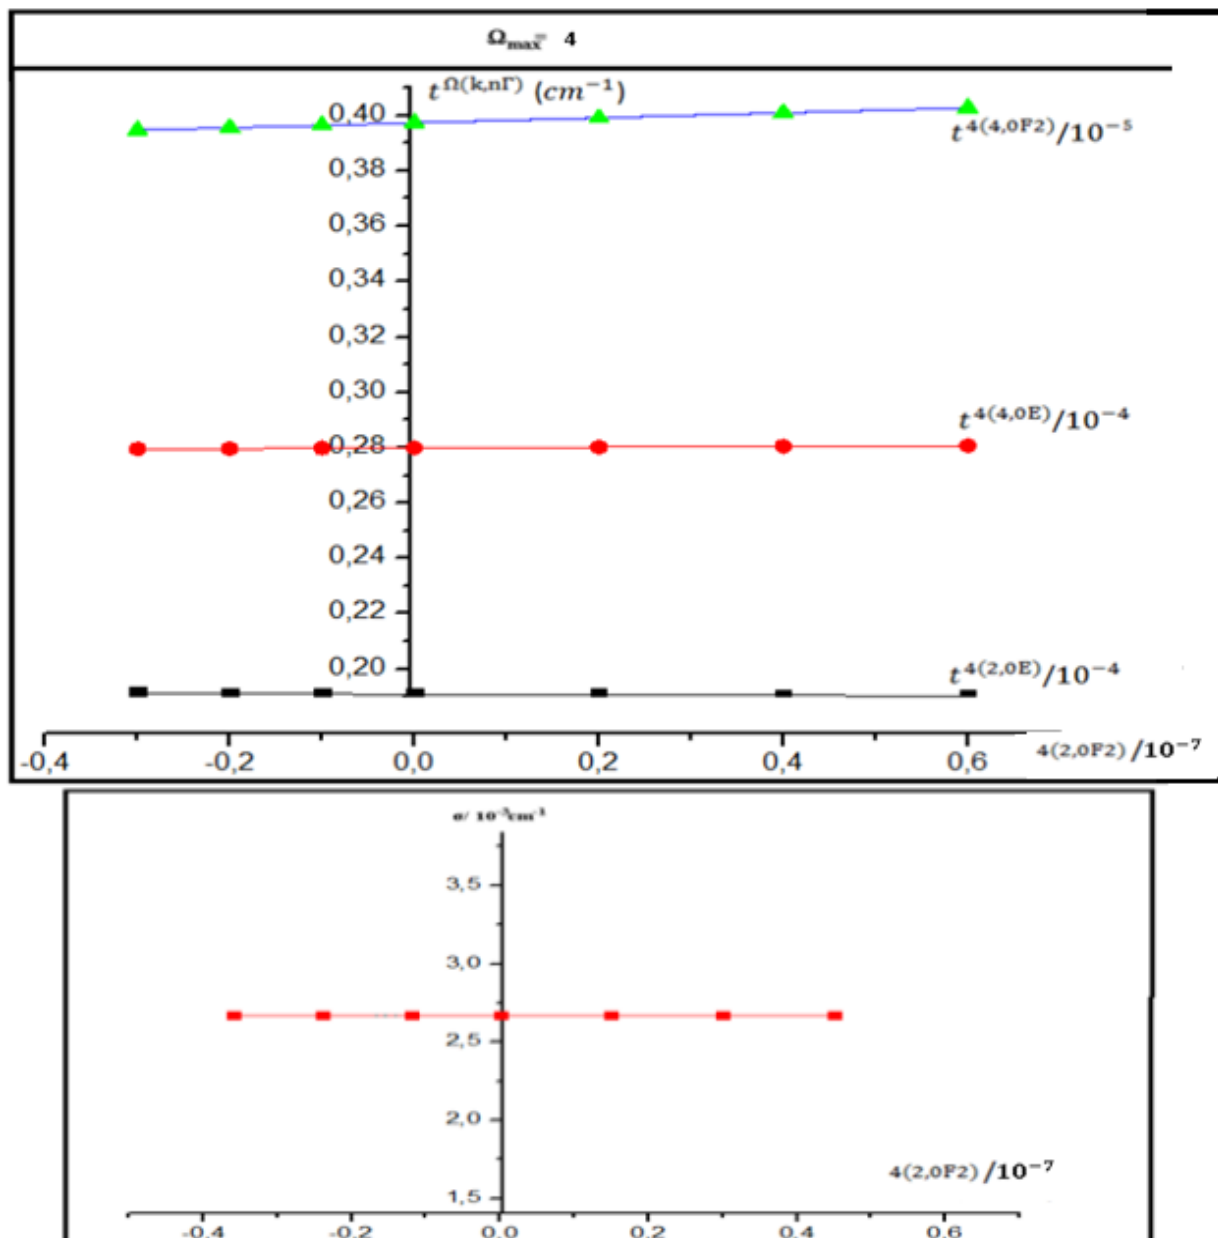 Ωmax= 4
t^Ω(k,nΓ) (cm⁻¹)
0,40
t^4(4,0F2)/10⁻⁵
0,38
0,36
0,34
0,32
0,30
t^4(4,0E)/10⁻⁴
0,28
0,26
0,24
0,22
0,20
t^4(2,0E)/10⁻⁴
-0,4 -0,2 0,0 0,2 0,4 0,6
4(2,0F2)/10⁻⁷
σ/ 10⁻³cm⁻¹
3,5
3,0
2,5
2,0
4(2,0F2)/10⁻⁷
1,5
-0.4 -0.2 0.0 0.2 0.4 0.6